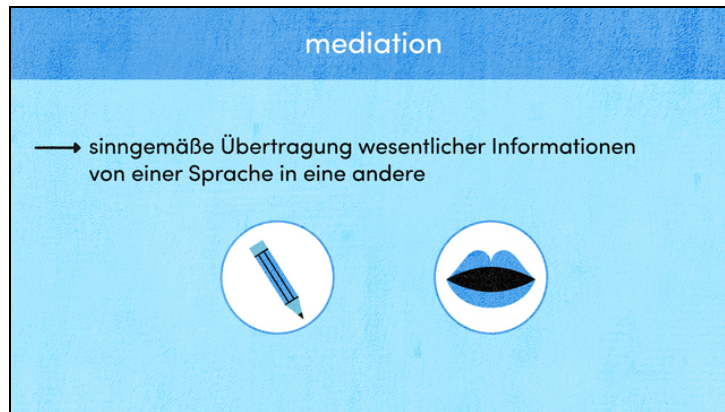 mediation
sinngemäße Übertragung wesentlicher Informationen
von einer Sprache in eine andere